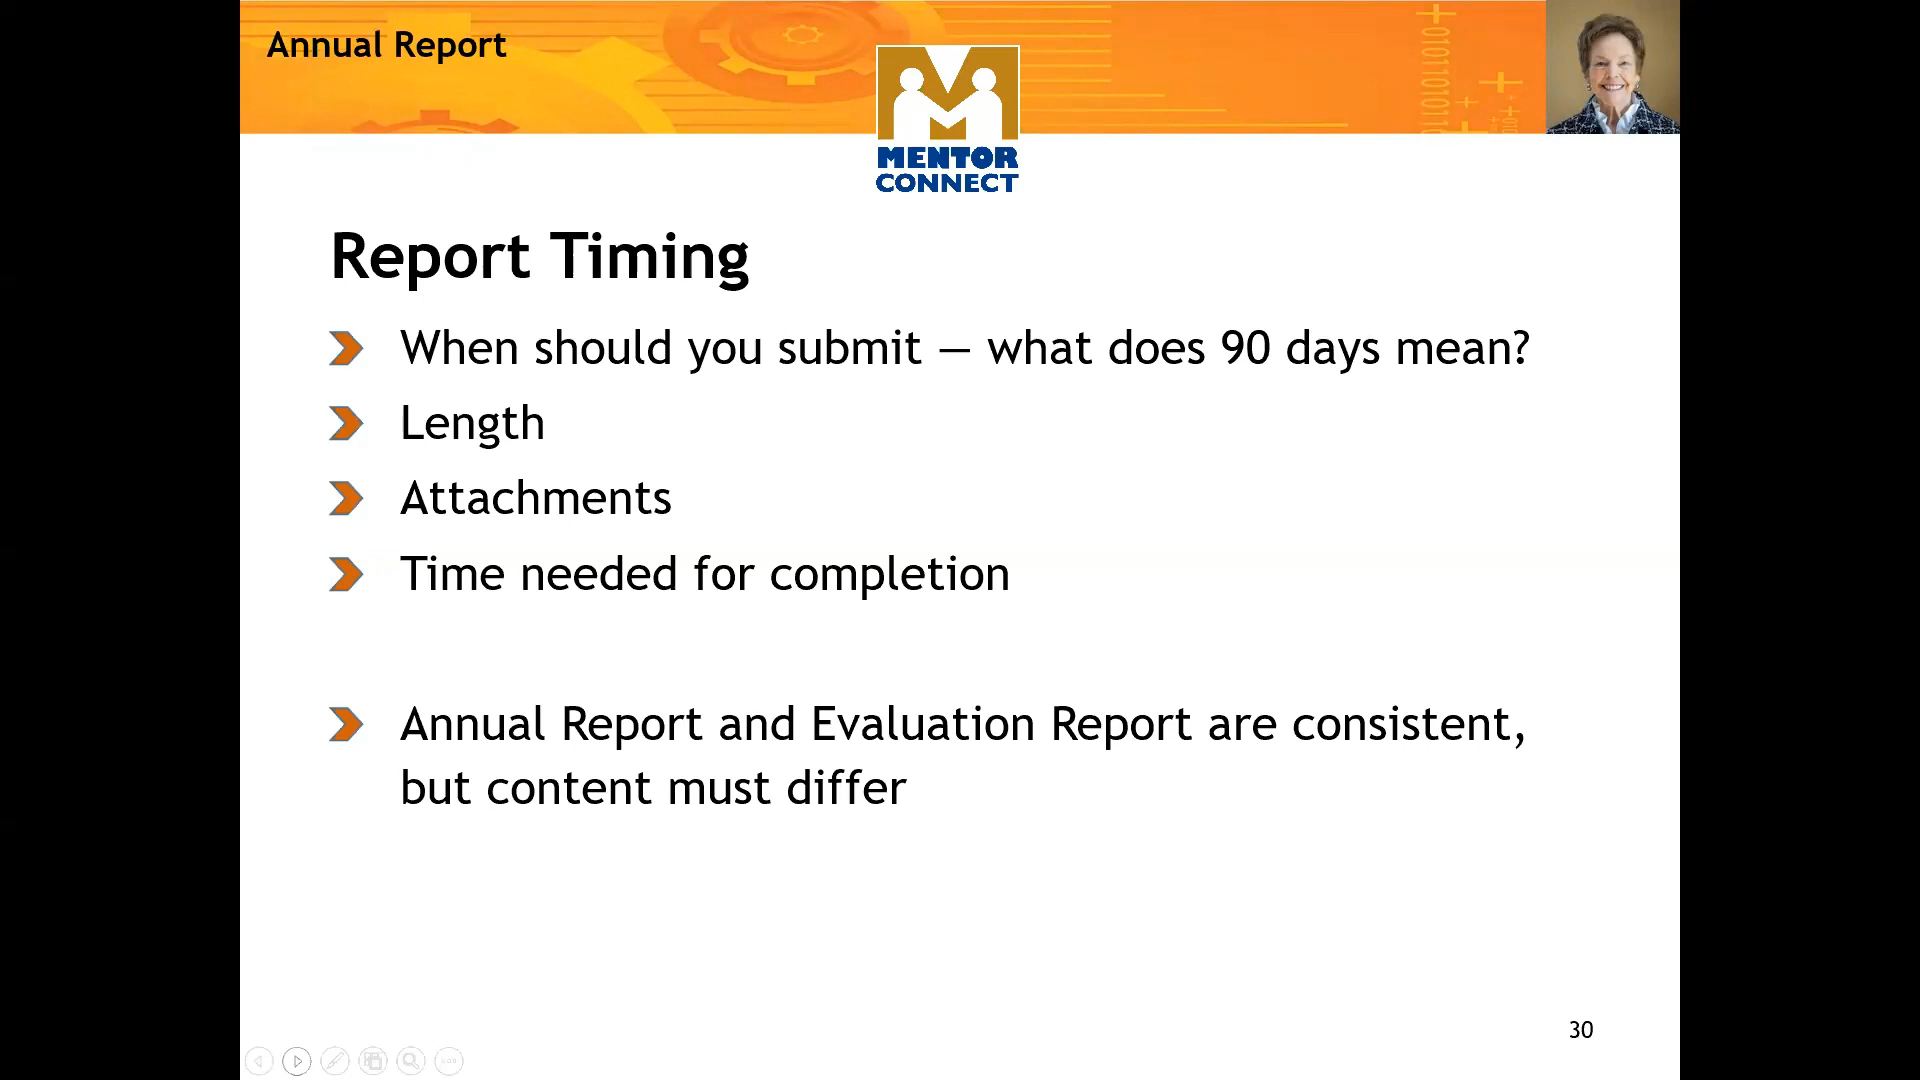 Annual Report
MENTOR
CONNECT
Report Timing
When should you submit — what does 90 days mean?
Length
Attachments
Time needed for completion
Annual Report and Evaluation Report are consistent,
but content must differ
30